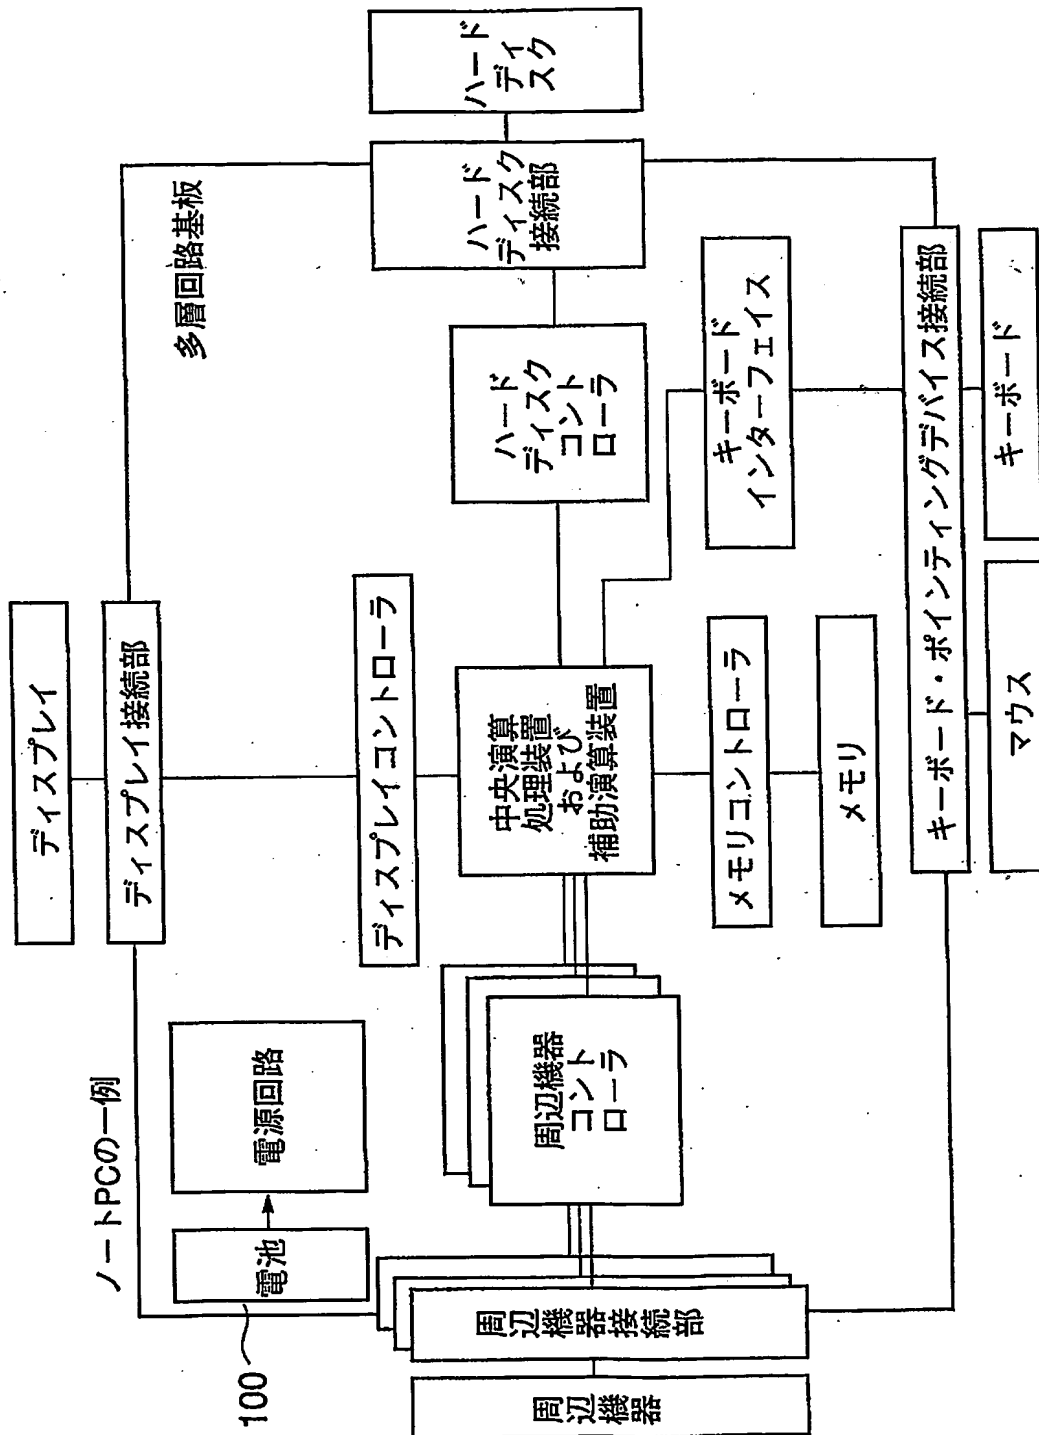 ノートPCの一例
100
電池
電源回路
多層回路基板
ディスプレイ
ディスプレイ接続部
ディスプレイコントローラ
周辺機器
周辺機器接続部
周辺機器
コント
ローラ
中央演算
処理装置
および
補助演算装置
ハード
ディスク
コント
ローラ
ハード
ディスク
接続部
ハード
ディ
スク
メモリコントローラ
メモリ
キーボード
インターフェイス
キーボード・ポインティングデバイス接続部
マウス
キーボード